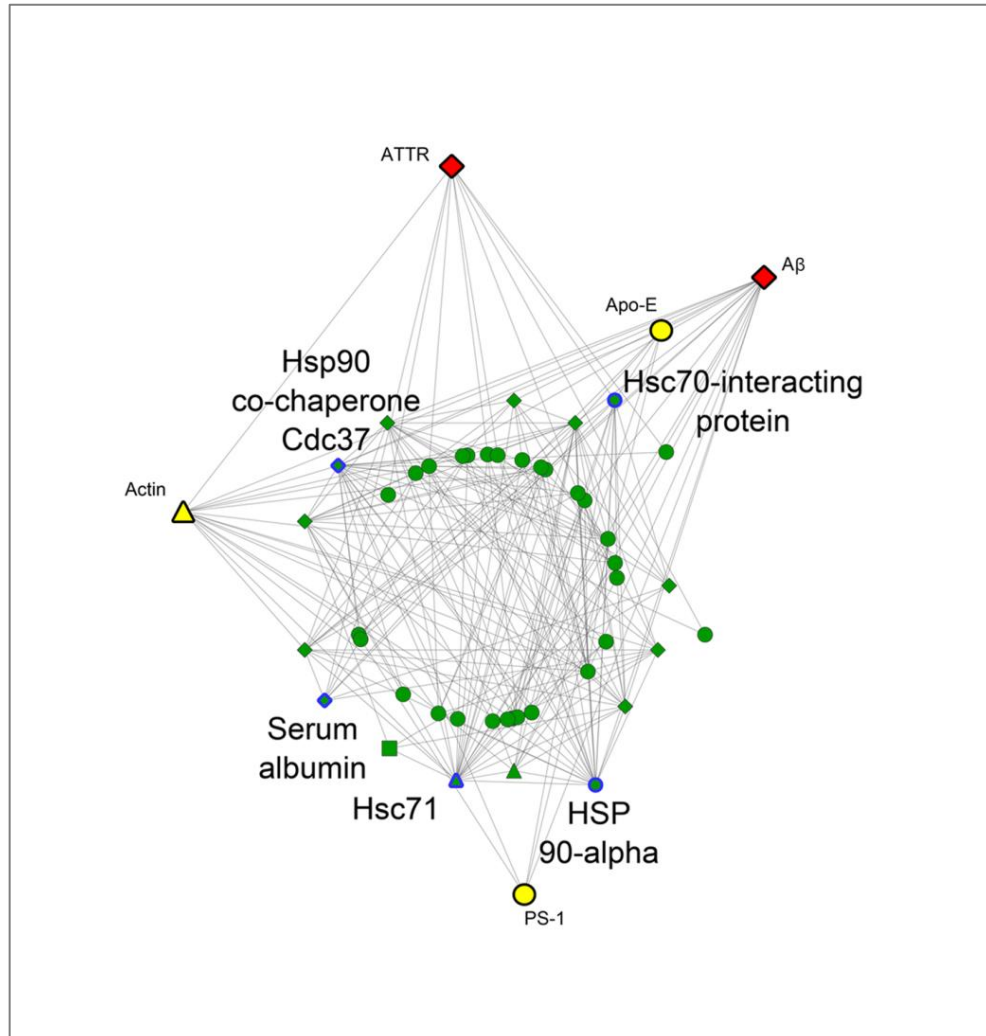 ATTR
Aβ
Apo-E
Hsp90
co-chaperone
Cdc37
Hsc70-interacting
protein
Actin
Serum
albumin
Hsc71
HSP
90-alpha
PS-1